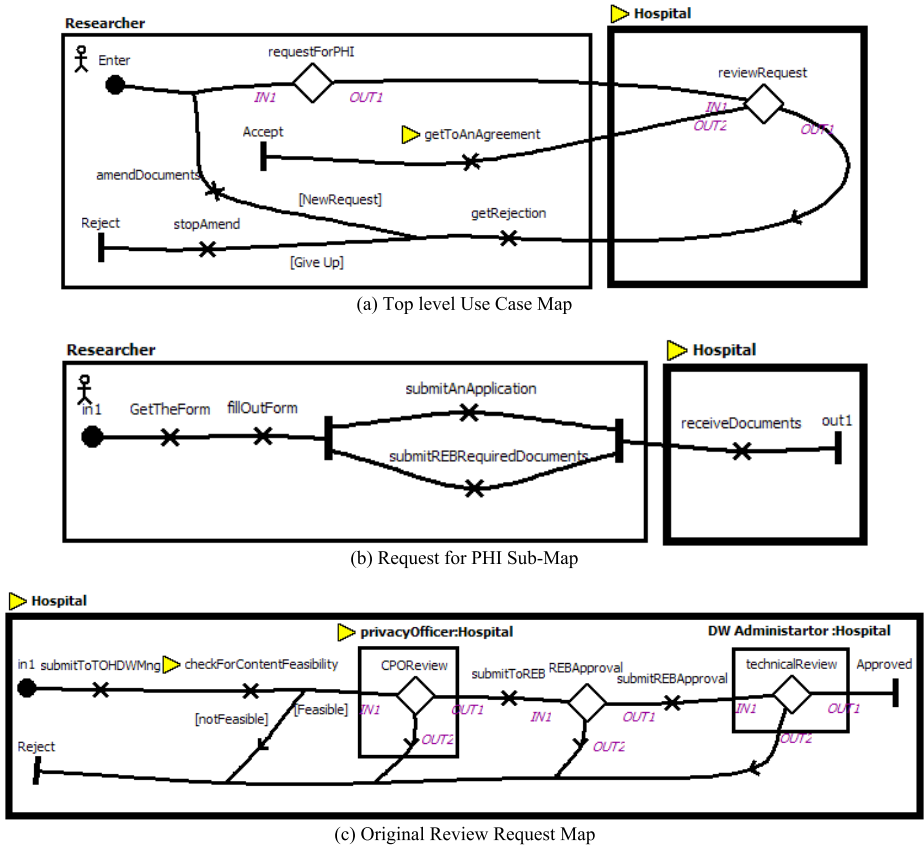 Researcher
Hospital
Enter
requestForPHI
reviewRequest
IN1
OUT1
IN1
OUT2
OUT1
Accept
getToAnAgreement
amendDocuments
[NewRequest]
Reject
stopAmend
getRejection
[Give Up]
(a) Top level Use Case Map
Researcher
Hospital
in1
GetTheForm
fillOutForm
submitAnApplication
submitREBRequiredDocuments
receiveDocuments
out1
(b) Request for PHI Sub-Map
Hospital
privacyOfficer:Hospital
DW Administartor :Hospital
in1
submitToTOHDWMng
checkForContentFeasibility
CPOReview
submitToREB
REBApproval
submitREBApproval
technicalReview
Approved
[notFeasible]
[Feasible]
IN1
OUT1
OUT2
IN1
OUT1
OUT2
IN1
OUT1
OUT2
Reject
(c) Original Review Request Map